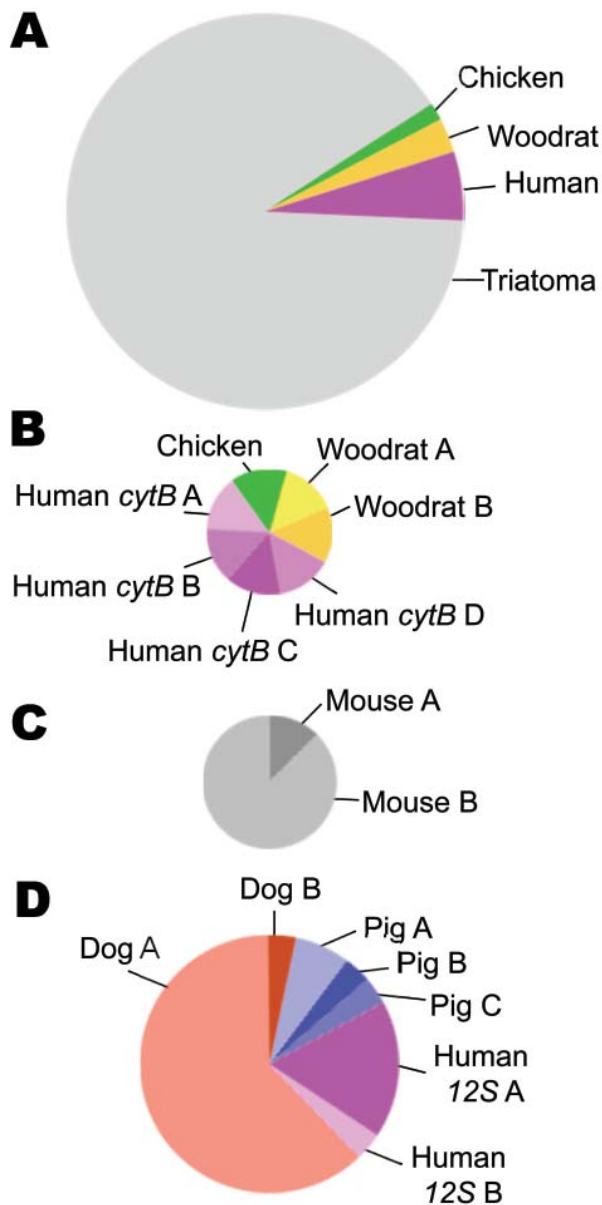 A
Chicken
Woodrat
Human
Triatoma
B
Chicken
Woodrat A
Human cytB A
Woodrat B
Human cytB B
Human cytB D
Human cytB C
C
Mouse A
Mouse B
D
Dog B
Dog A
Pig A
Pig B
Pig C
Human
12S A
Human
12S B